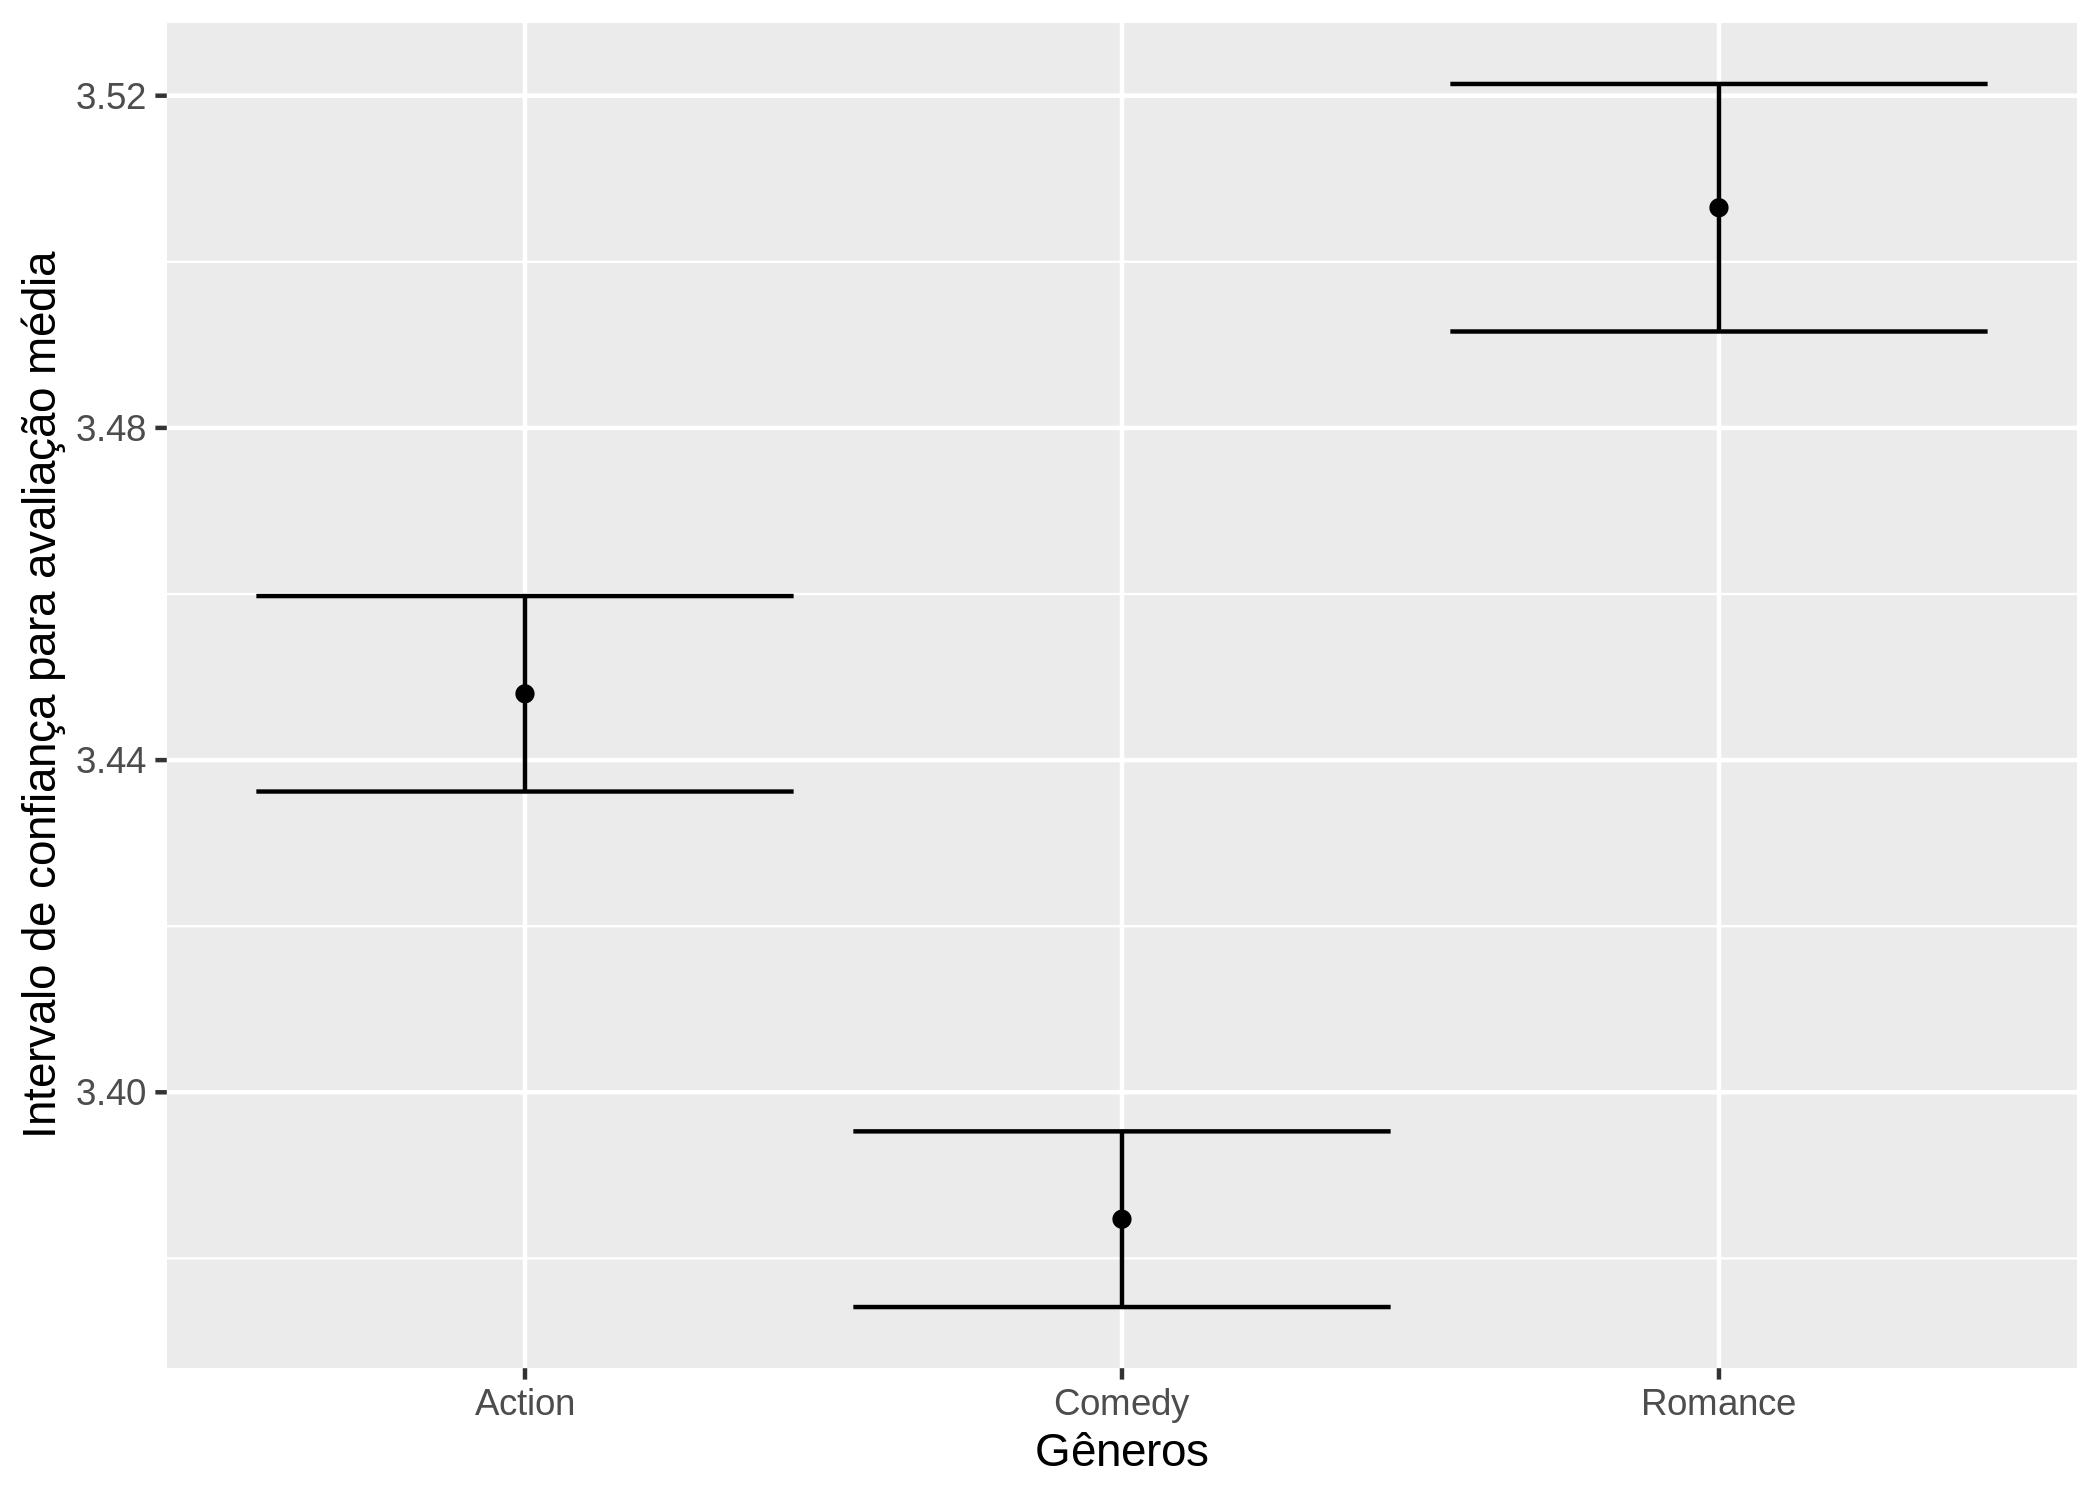 Intervalo de confiança para avaliação média
3.52
3.48
3.44
3.40
Action
Comedy
Romance
Gêneros